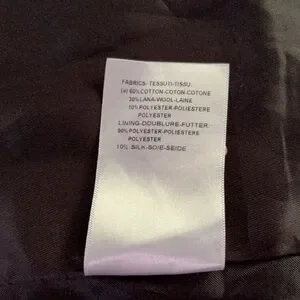 FABRICS-TESSUTI-TISSU:
(a) 60%COTTON-COTON-COTONE
30%LANA-WOOL-LAINE
10%POLYESTER-POLIESTERE
POLYESTER
LINING-DOUBLURE-FUTTER:
90%POLYESTER-POLIESTERE
POLYESTER
10% SILK-SOIE-SEIDE